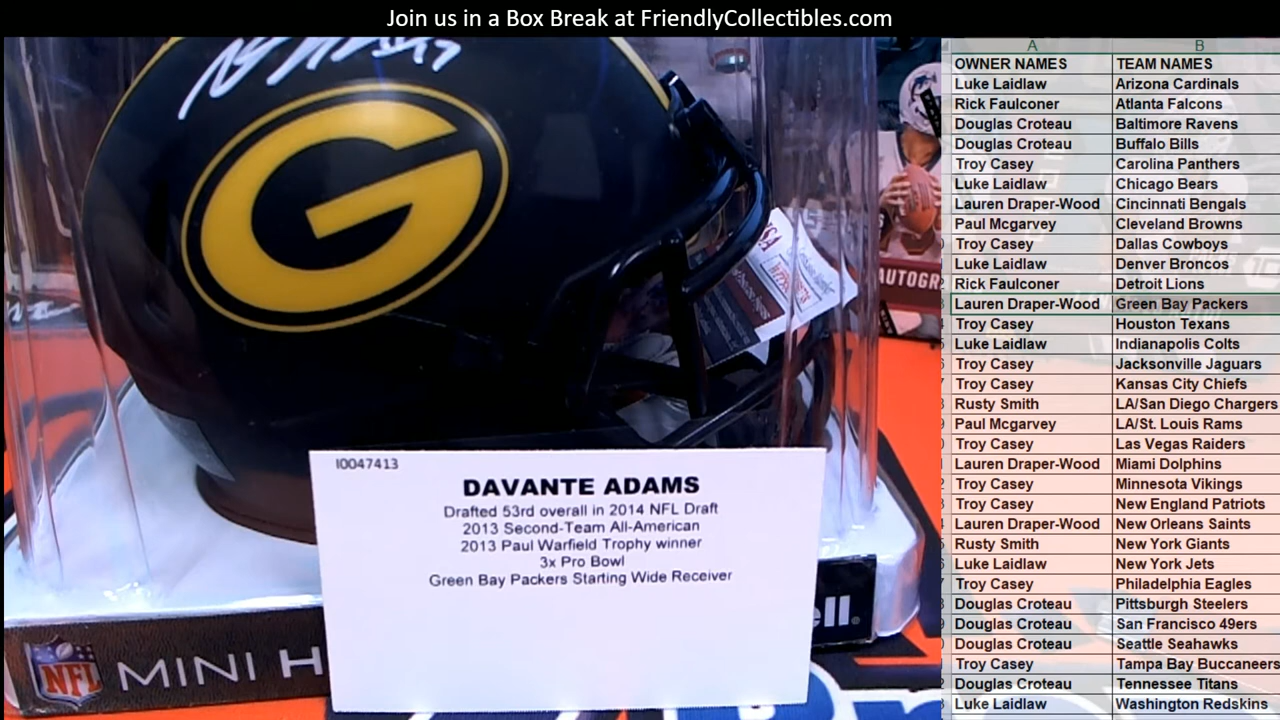 Join us in a Box Break at FriendlyCollectibles.com
A B
OWNER NAMES TEAM NAMES
Luke Laidlaw Arizona Cardinals
Rick Faulconer Atlanta Falcons
Douglas Croteau Baltimore Ravens
Douglas Croteau Buffalo Bills
Troy Casey Carolina Panthers
Luke Laidlaw Chicago Bears
Lauren Draper-Wood Cincinnati Bengals
Paul Mcgarvey Cleveland Browns
Troy Casey Dallas Cowboys
Luke Laidlaw Denver Broncos
Rick Faulconer Detroit Lions
Lauren Draper-Wood Green Bay Packers
Troy Casey Houston Texans
Luke Laidlaw Indianapolis Colts
Troy Casey Jacksonville Jaguars
Troy Casey Kansas City Chiefs
Rusty Smith LA/San Diego Chargers
Paul Mcgarvey LA/St. Louis Rams
Troy Casey Las Vegas Raiders
Lauren Draper-Wood Miami Dolphins
Troy Casey Minnesota Vikings
Troy Casey New England Patriots
Lauren Draper-Wood New Orleans Saints
Rusty Smith New York Giants
Luke Laidlaw New York Jets
Troy Casey Philadelphia Eagles
Douglas Croteau Pittsburgh Steelers
Douglas Croteau San Francisco 49ers
Douglas Croteau Seattle Seahawks
Troy Casey Tampa Bay Buccaneers
Douglas Croteau Tennessee Titans
Luke Laidlaw Washington Redskins
G
AUTOGR
I0047413
DAVANTE ADAMS
Drafted 53rd overall in 2014 NFL Draft
2013 Second-Team All-American
2013 Paul Warfield Trophy winner
3x Pro Bowl
Green Bay Packers Starting Wide Receiver
NFL MINI H
ell